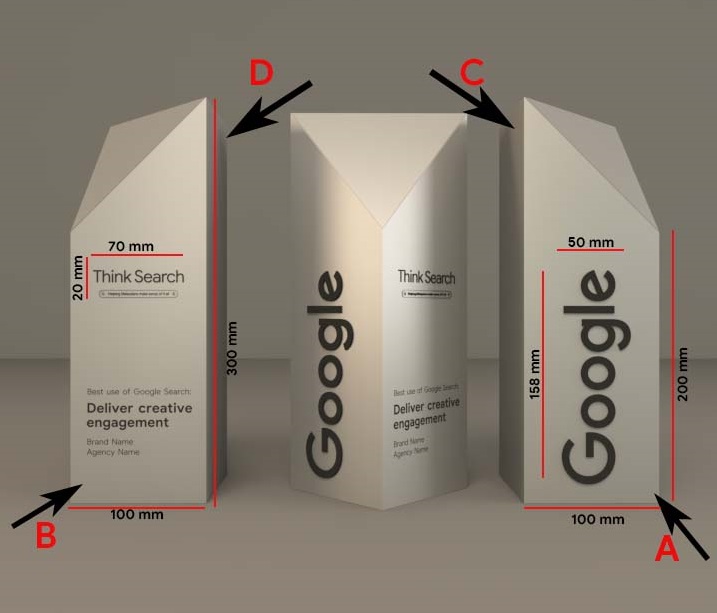 D
C
70 mm
20 mm
Think Search
300 mm
Best use of Google Search:
Deliver creative
engagement
Brand Name
Agency Name
100 mm
B
Google
Think Search
Best use of Google Search:
Deliver creative
engagement
Brand Name
Agency Name
50 mm
158 mm
Google
200 mm
100 mm
A